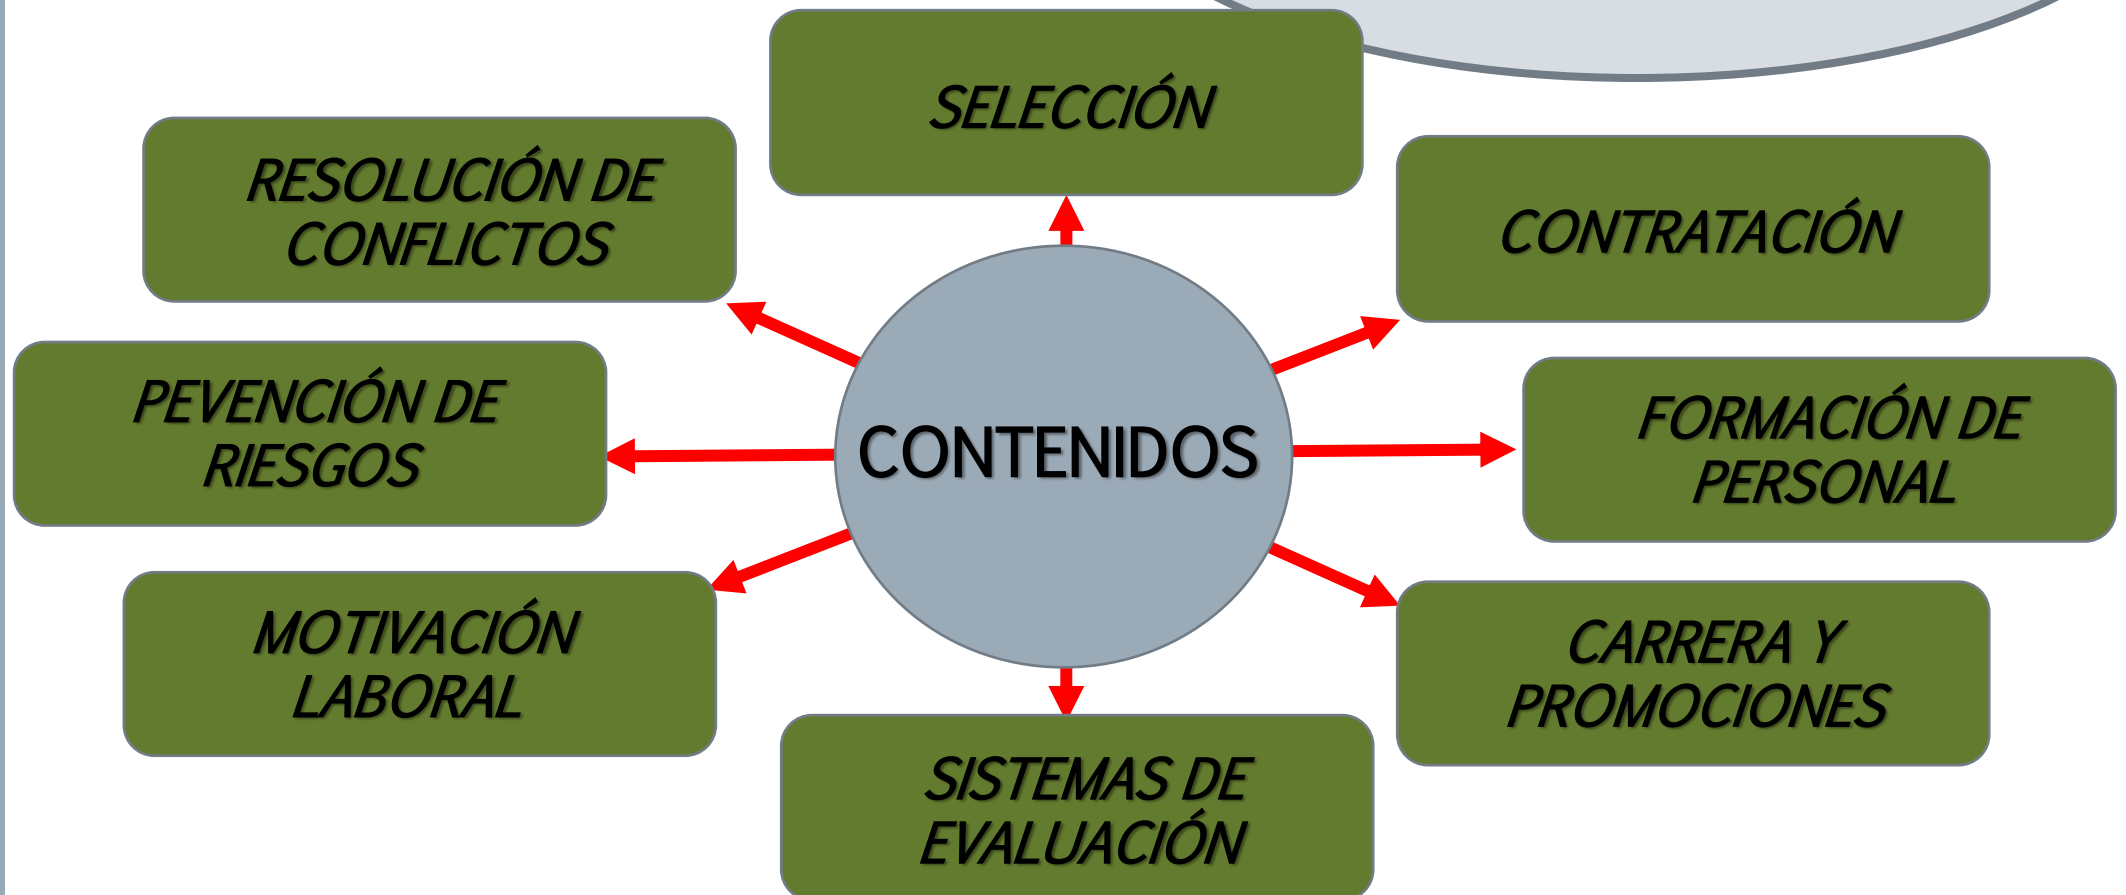 SELECCIÓN
RESOLUCIÓN DE
CONFLICTOS
CONTRATACIÓN
PEVENCIÓN DE
RIESGOS
CONTENIDOS
FORMACIÓN DE
PERSONAL
MOTIVACIÓN
LABORAL
CARRERA Y
PROMOCIONES
SISTEMAS DE
EVALUACIÓN